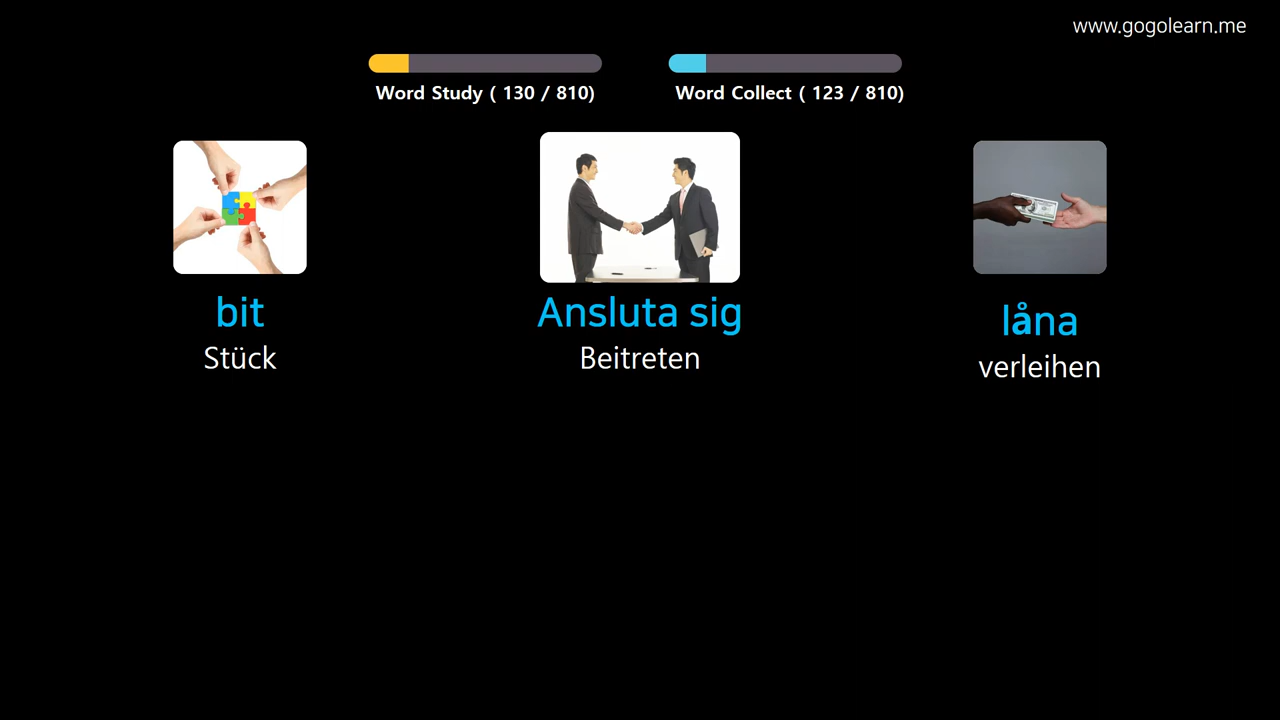 www.gogolearn.me
Word Study ( 130 / 810)
Word Collect ( 123 / 810)
bit
Stück
Ansluta sig
Beitreten
låna
verleihen